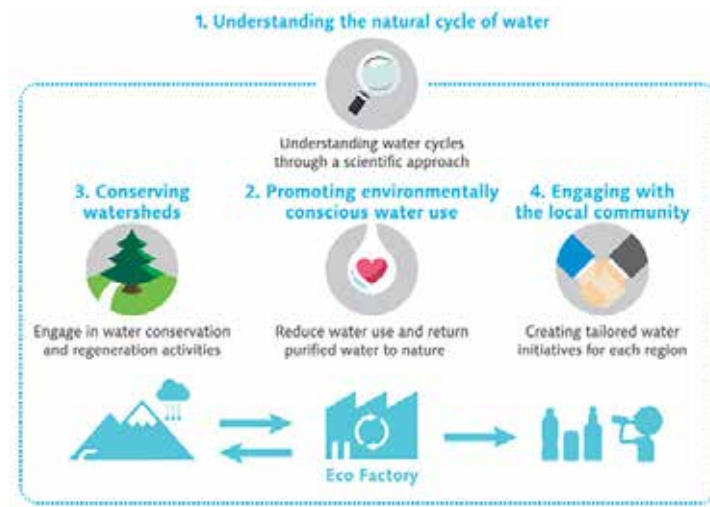 1. Understanding the natural cycle of water
Understanding water cycles
through a scientific approach
3. Conserving
watersheds
Engage in water conservation
and regeneration activities
2. Promoting environmentally
conscious water use
Reduce water use and return
purified water to nature
4. Engaging with
the local community
Creating tailored water
initiatives for each region
Eco Factory